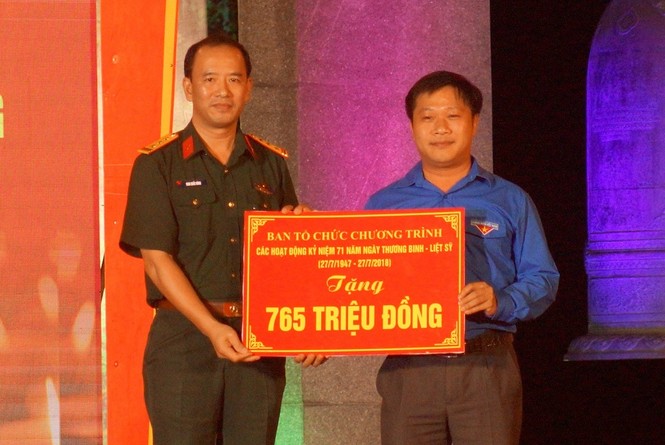 BAN TỔ CHỨC CHƯƠNG TRÌNH
CÁC HOẠT ĐỘNG KỶ NIỆM 71 NĂM NGÀY THƯƠNG BINH - LIỆT SỸ
(27/7/1947 - 27/7/2018)
Tặng
765 TRIỆU ĐỒNG